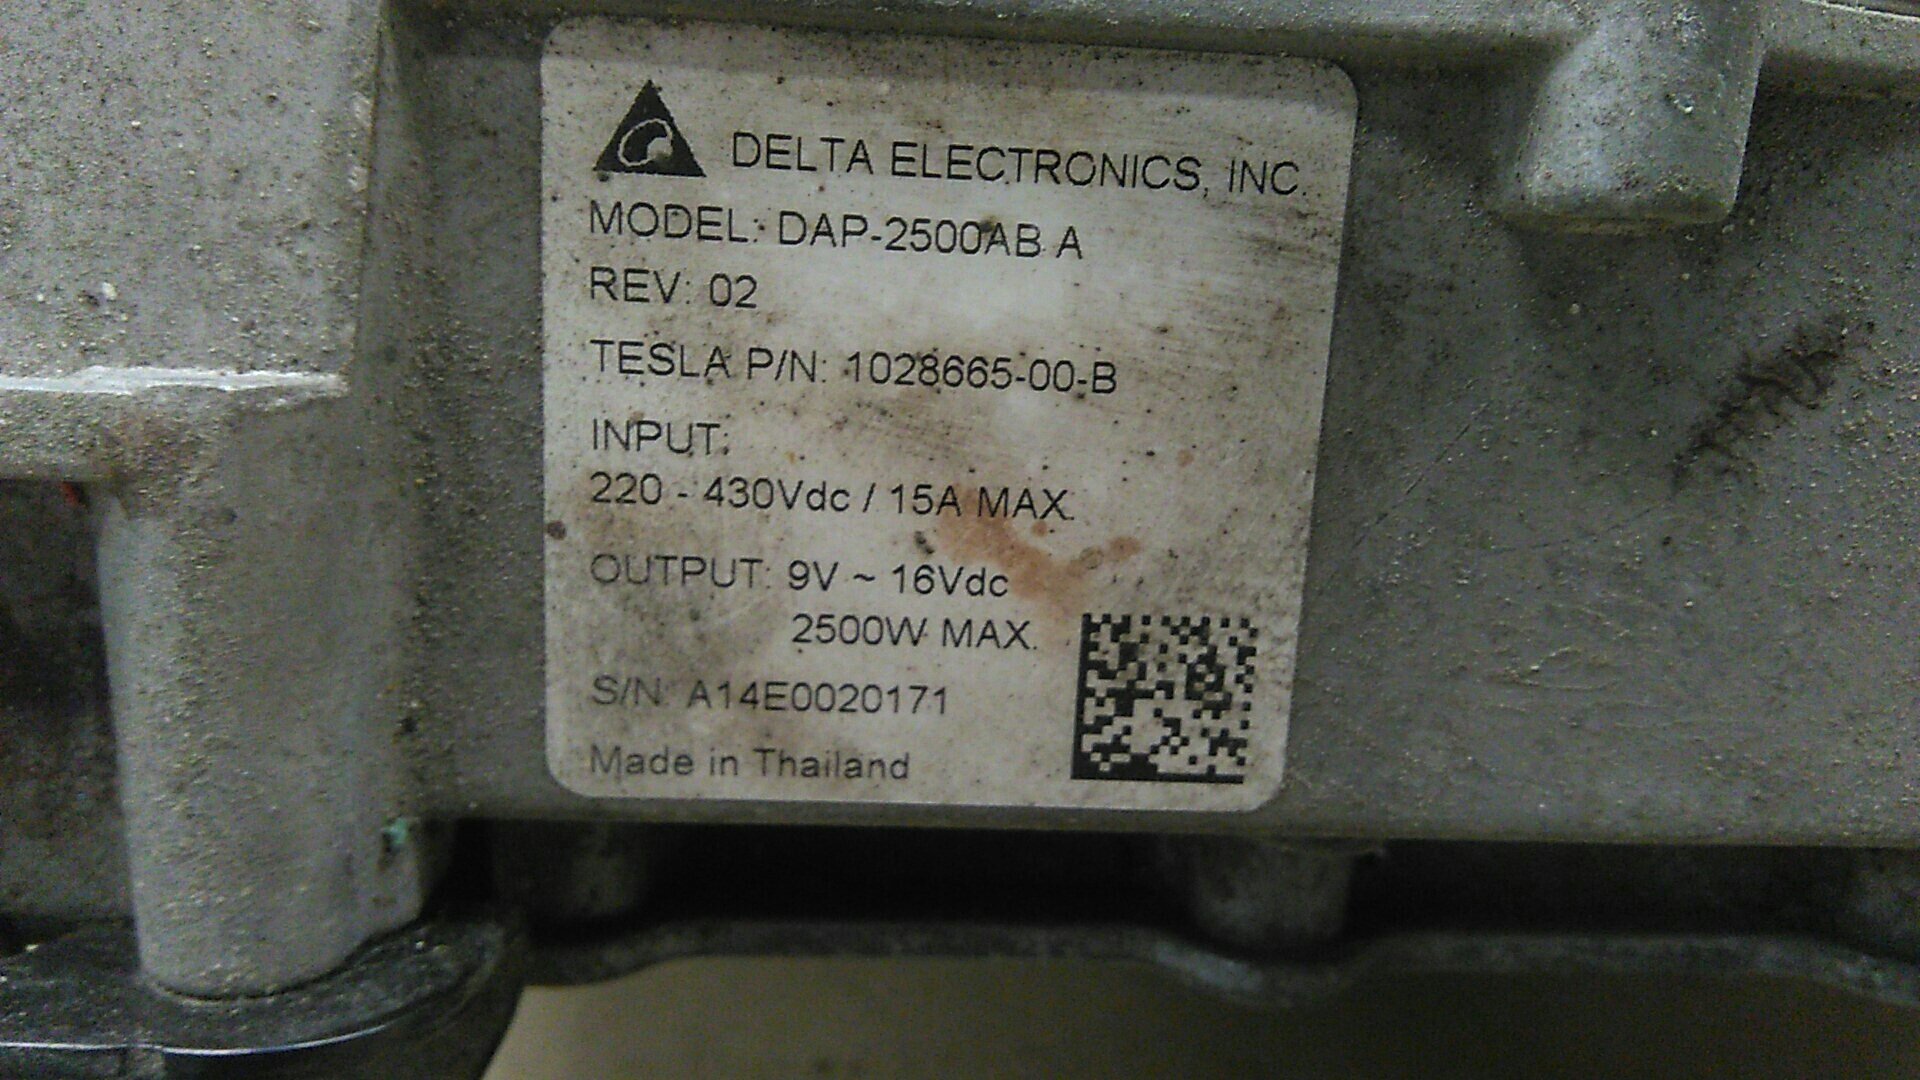 DELTA ELECTRONICS, INC.
MODEL: DAP-2500AB A
REV: 02
TESLA P/N: 1028665-00-B
INPUT:
220 - 430Vdc / 15A MAX.
OUTPUT: 9V ~ 16Vdc
2500W MAX.
S/N: A14E0020171
Made in Thailand